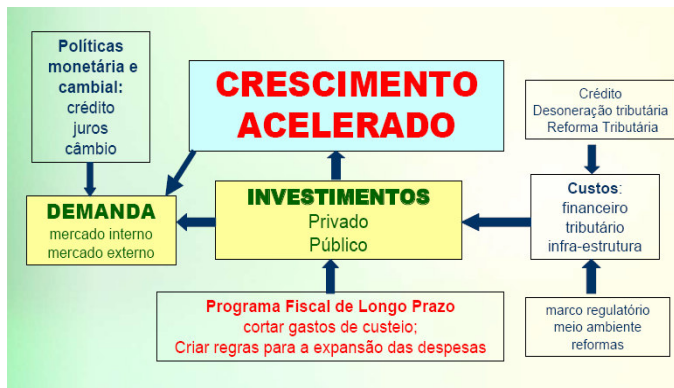 Políticas
monetária e
cambial:
crédito
juros
câmbio
CRESCIMENTO
ACELERADO
Crédito
Desoneração tributária
Reforma Tributária
DEMANDA
mercado interno
mercado externo
INVESTIMENTOS
Privado
Público
Custos:
financeiro
tributário
infra-estrutura
Programa Fiscal de Longo Prazo
cortar gastos de custeio;
Criar regras para a expansão das despesas
marco regulatório
meio ambiente
reformas